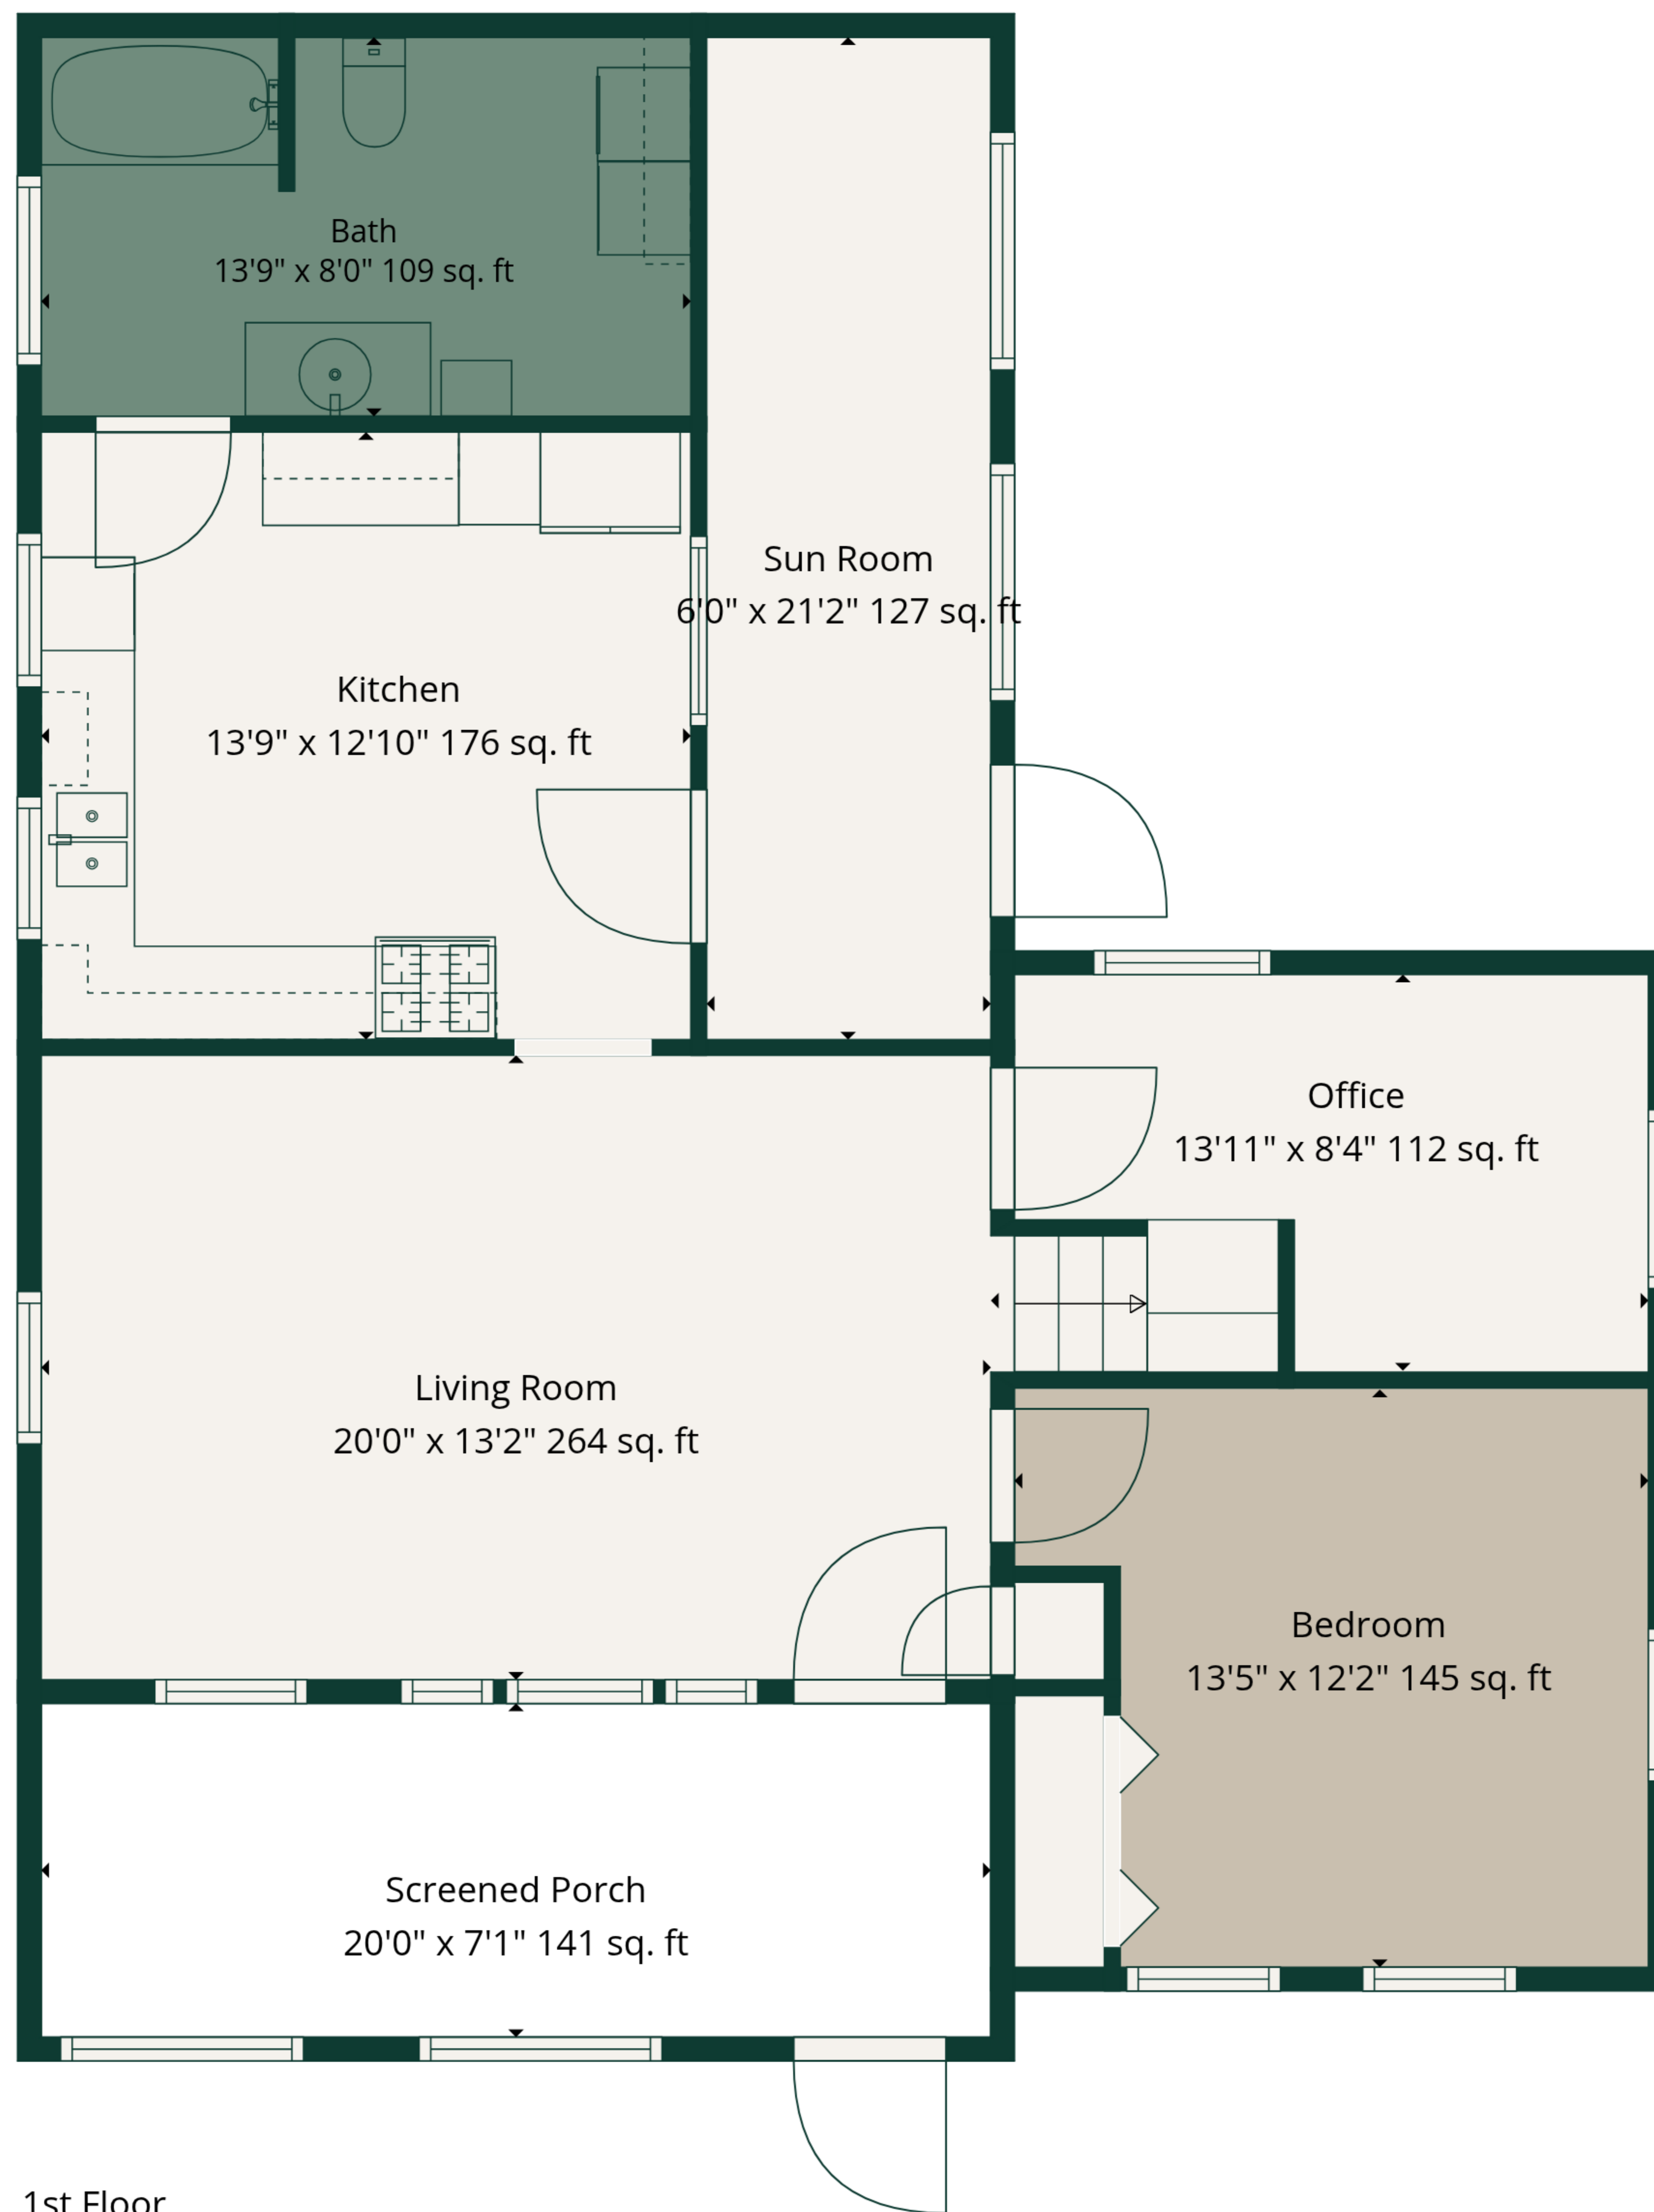 Bath
13'9" x 8'0" 109 sq. ft
Sun Room
6'0" x 21'2" 127 sq. ft
Kitchen
13'9" x 12'10" 176 sq. ft
Office
13'11" x 8'4" 112 sq. ft
Living Room
20'0" x 13'2" 264 sq. ft
Bedroom
13'5" x 12'2" 145 sq. ft
Screened Porch
20'0" x 7'1" 141 sq. ft
1st Floor